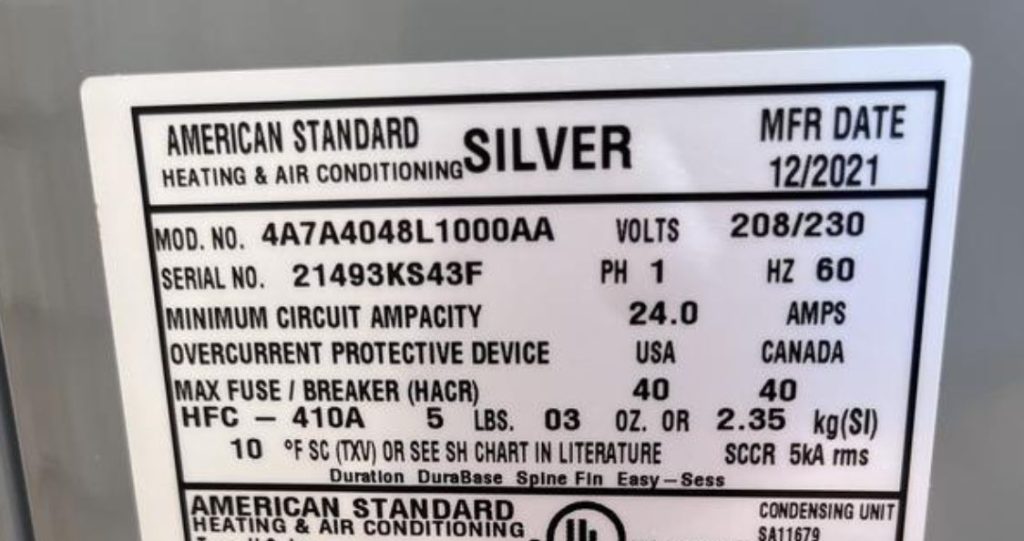 AMERICAN STANDARD SILVER MFR DATE
HEATING & AIR CONDITIONING 12/2021
MOD. NO. 4A7A4048L1000AA VOLTS 208/230
SERIAL NO. 21493KS43F PH 1 HZ 60
MINIMUM CIRCUIT AMPACITY 24.0 AMPS
OVERCURRENT PROTECTIVE DEVICE USA CANADA
MAX FUSE / BREAKER (HACR) 40 40
HFC - 410A 5 LBS. 03 OZ. OR 2.35 kg(SI)
10 °F SC (TXV) OR SEE SH CHART IN LITERATURE SCCR 5kA rms
Duration DuraBase Spine Fin Easy-Sess
AMERICAN STANDARD CONDENSING UNIT
HEATING & AIR CONDITIONING UL SA11679